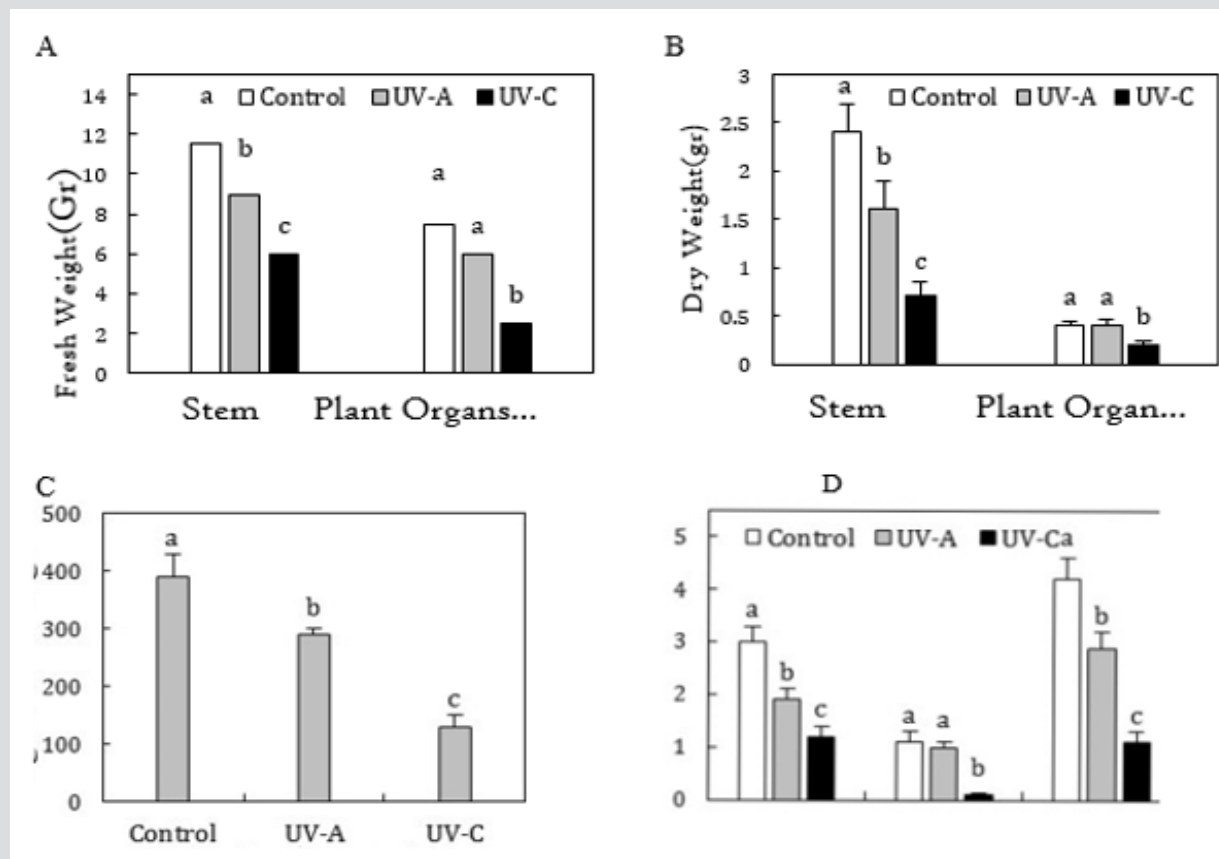 A
Fresh Weight(Gr)
14
12
10
8
6
4
2
0
Control UV-A UV-C
a
b
c
a
a
b
Stem
Plant Organs...
B
Dry Weight(gr)
3
2.5
2
1.5
1
0.5
0
Control UV-A UV-C
a
b
c
a
a
b
Stem
Plant Organ...
C
500
400
300
200
100
0
a
b
c
Control
UV-A
UV-C
D
5
4
3
2
1
0
Control UV-A UV-Ca
a
b
c
a
a
b
b
c